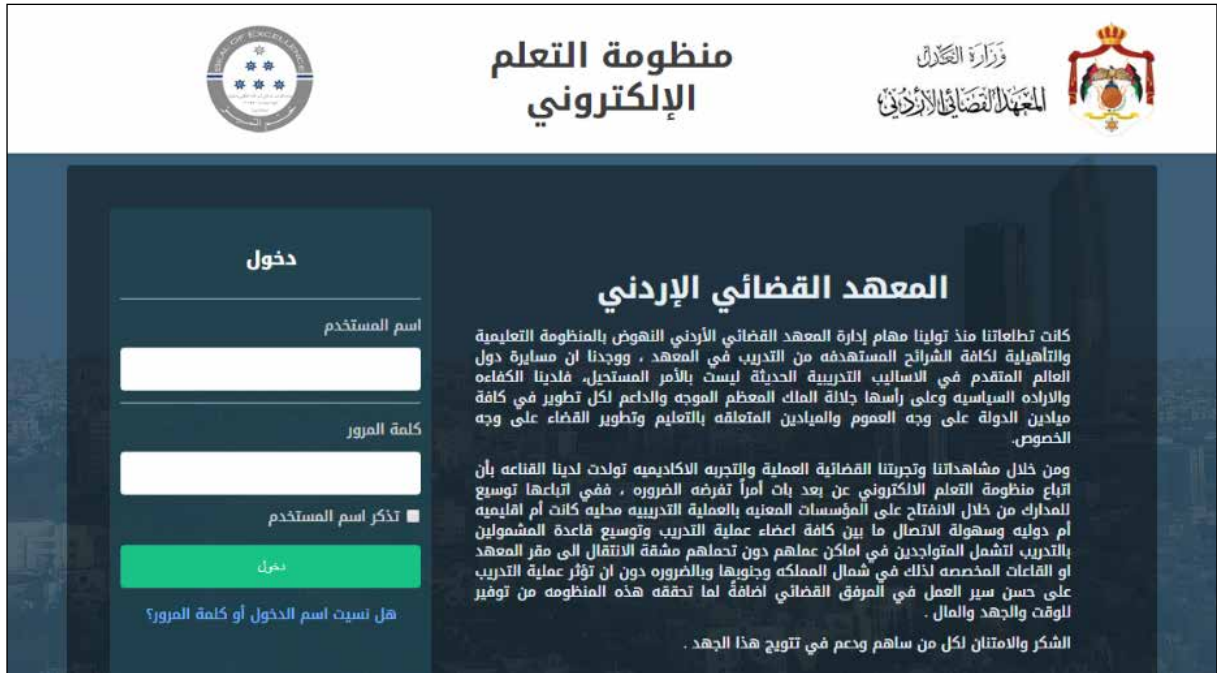 وزارة العدل
المعهد القضائي الأردني
منظومة التعلم
الإلكتروني
SEAL OF EXCELLENCE
المعهد القضائي الإردني
كانت تطلعاتنا منذ تولينا مهام إدارة المعهد القضائي الأردني النهوض بالمنظومة التعليمية
والتأهيلية لكافة الشرائح المستهدفه من التدريب في المعهد ، ووجدنا ان مسايرة دول
العالم المتقدم في الاساليب التدريبية الحديثة ليست بالأمر المستحيل، فلدينا الكفاءه
والاراده السياسيه وعلى رأسها جلالة الملك المعظم الموجه والداعم لكل تطوير في كافة
ميادين الدولة على وجه العموم والميادين المتعلقه بالتعليم وتطوير القضاء على وجه
الخصوص.
ومن خلال مشاهداتنا وتجربتنا القضائية العملية والتجربه الاكاديميه تولدت لدينا القناعه بأن
اتباع منظومة التعلم الالكتروني عن بعد بات أمراً تفرضه الضروره ، ففي اتباعها توسيع
للمدارك من خلال الانفتاح على المؤسسات المعنيه بالعملية التدريبيه محليه كانت أم اقليميه
أم دوليه وسهولة الاتصال ما بين كافة اعضاء عملية التدريب وتوسيع قاعدة المشمولين
بالتدريب لتشمل المتواجدين في اماكن عملهم دون تحملهم مشقة الانتقال الى مقر المعهد
او القاعات المخصصه لذلك في شمال المملكه وجنوبها وبالضروره دون ان تؤثر عملية التدريب
على حسن سير العمل في المرفق القضائي اضافةً لما تحققه هذه المنظومه من توفير
للوقت والجهد والمال .
الشكر والامتنان لكل من ساهم ودعم في تتويج هذا الجهد .
دخول
اسم المستخدم
كلمة المرور
تذكر اسم المستخدم
دخول
هل نسيت اسم الدخول أو كلمة المرور؟